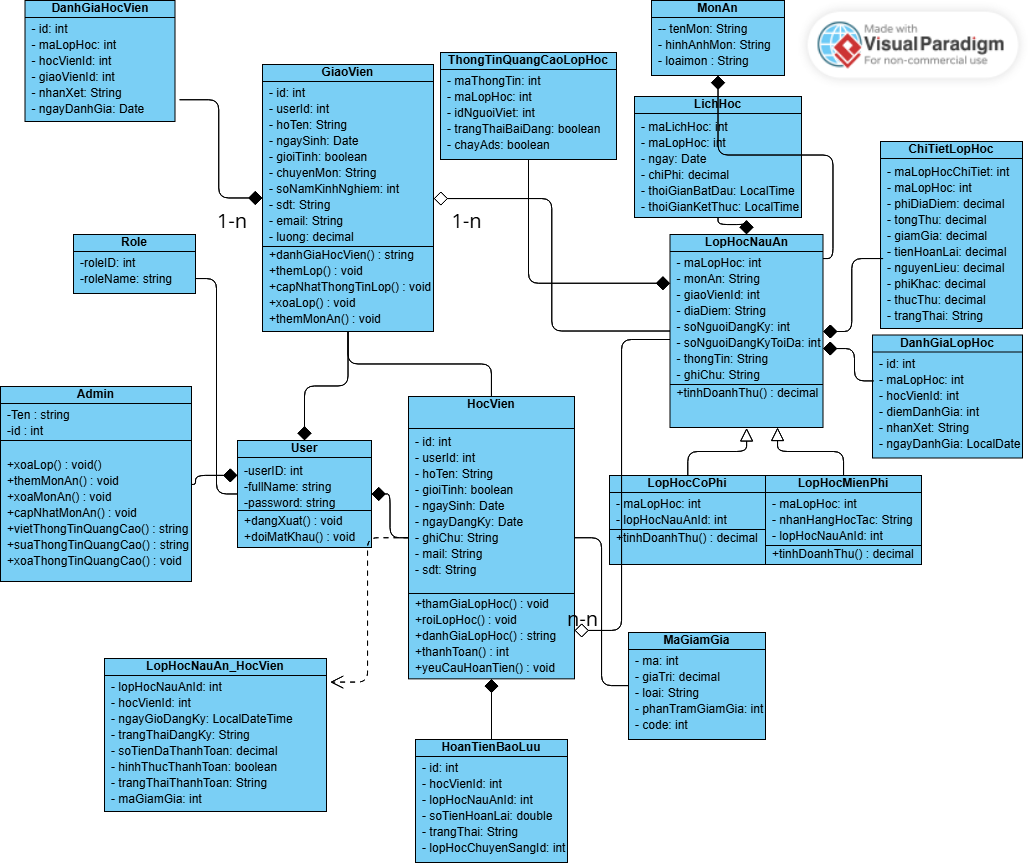 DanhGiaHocVien
- id: int
- maLopHoc: int
- hocVienId: int
- giaoVienId: int
- nhanXet: String
- ngayDanhGia: Date
GiaoVien
- id: int
- userId: int
- hoTen: String
- ngaySinh: Date
- gioiTinh: boolean
- chuyenMon: String
- soNamKinhNghiem: int
- sdt: String
- email: String
- luong: decimal
+danhGiaHocVien() : string
+themLop() : void
+capNhatThongTinLop() : void
+xoaLop() : void
+themMonAn() : void
ThongTinQuangCaoLopHoc
- maThongTin: int
- maLopHoc: int
- idNguoiViet: int
- trangThaiBaiDang: boolean
- chayAds: boolean
MonAn
-- tenMon: String
- hinhAnhMon: String
- loaimon : String
Made with
Visual Paradigm
For non-commercial use
LichHoc
- maLichHoc: int
- maLopHoc: int
- ngay: Date
- chiPhi: decimal
- thoiGianBatDau: LocalTime
- thoiGianKetThuc: LocalTime
ChiTietLopHoc
- maLopHocChiTiet: int
- maLopHoc: int
- phiDiaDiem: decimal
- tongThu: decimal
- giamGia: decimal
- tienHoanLai: decimal
- nguyenLieu: decimal
- phiKhac: decimal
- thucThu: decimal
- trangThai: String
1-n
1-n
Role
-roleID: int
-roleName: string
LopHocNauAn
- maLopHoc: int
- monAn: String
- giaoVienId: int
- diaDiem: String
- soNguoiDangKy: int
- soNguoiDangKyToiDa: int
- thongTin: String
- ghiChu: String
+tinhDoanhThu() : decimal
DanhGiaLopHoc
- id: int
- maLopHoc: int
- hocVienId: int
- diemDanhGia: int
- nhanXet: String
- ngayDanhGia: LocalDate
Admin
-Ten : string
-id : int
+xoaLop() : void()
+themMonAn() : void
+xoaMonAn() : void
+capNhatMonAn() : void
+vietThongTinQuangCao() : string
+suaThongTinQuangCao() : string
+xoaThongTinQuangCao() : void
User
-userID: int
-fullName: string
-password: string
+dangXuat() : void
+doiMatKhau() : void
HocVien
- id: int
- userId: int
- hoTen: String
- gioiTinh: boolean
- ngaySinh: Date
- ngayDangKy: Date
- ghiChu: String
- mail: String
- sdt: String
+thamGiaLopHoc() : void
+roiLopHoc() : void
+danhGiaLopHoc() : string
+thanhToan() : int
+yeuCauHoanTien() : void
n-n
LopHocCoPhi
- maLopHoc: int
- lopHocNauAnId: int
+tinhDoanhThu() : decimal
LopHocMienPhi
- maLopHoc: int
- nhanHangHocTac: String
- lopHocNauAnId: int
+tinhDoanhThu() : decimal
LopHocNauAn_HocVien
- lopHocNauAnId: int
- hocVienId: int
- ngayGioDangKy: LocalDateTime
- trangThaiDangKy: String
- soTienDaThanhToan: decimal
- hinhThucThanhToan: boolean
- trangThaiThanhToan: String
- maGiamGia: int
MaGiamGia
- ma: int
- giaTri: decimal
- loai: String
- phanTramGiamGia: int
- code: int
HoanTienBaoLuu
- id: int
- hocVienId: int
- lopHocNauAnId: int
- soTienHoanLai: double
- trangThai: String
- lopHocChuyenSangId: int